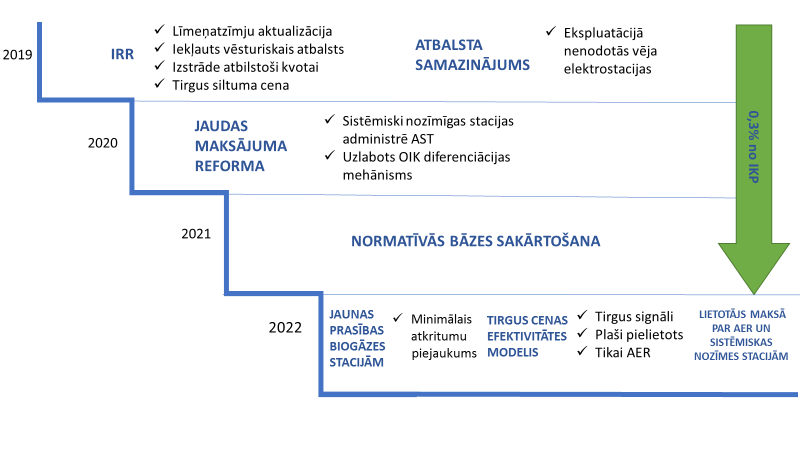 2019
IRR
✓ Līmeņatzīmju aktualizācija
✓ Iekļauts vēsturiskais atbalsts
✓ Izstrāde atbilstoši kvotai
✓ Tirgus siltuma cena
ATBALSTA
SAMAZINĀJUMS
✓ Ekspluatācijā
nenodotās vēja
elektrostacijas
0,3% no IKP
2020
JAUDAS
MAKSĀJUMA
REFORMA
✓ Sistēmiski nozīmīgas stacijas
administrē AST
✓ Uzlabots OIK diferenciācijas
mehānisms
2021
NORMATĪVĀS BĀZES SAKĀRTOŠANA
2022
JAUNAS
PRASĪBAS
BIOGĀZES
STACIJĀM
✓ Minimālais
atkritumu
piejaukums
TIRGUS CENAS
EFEKTIVITĀTES
MODELIS
✓ Tirgus signāli
✓ Plaši pielietots
✓ Tikai AER
LIETOTĀJS MAKSĀ
PAR AER UN
SISTĒMISKAS
NOZĪMES STACIJĀM